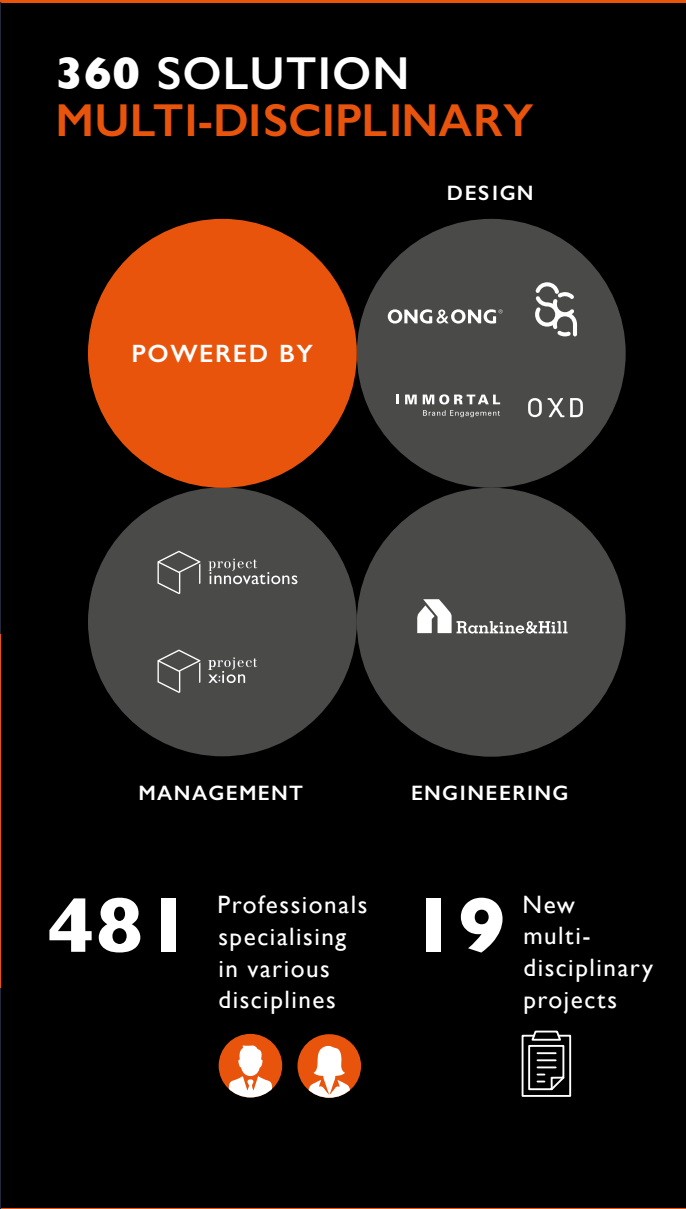 360 SOLUTION
MULTI-DISCIPLINARY
DESIGN
POWERED BY
ONG&ONG®
IMMORTAL
Brand Engagement
OXD
project
innovations
project
x:ion
Rankine&Hill
MANAGEMENT
ENGINEERING
481
Professionals
specialising
in various
disciplines
19
New
multi-
disciplinary
projects